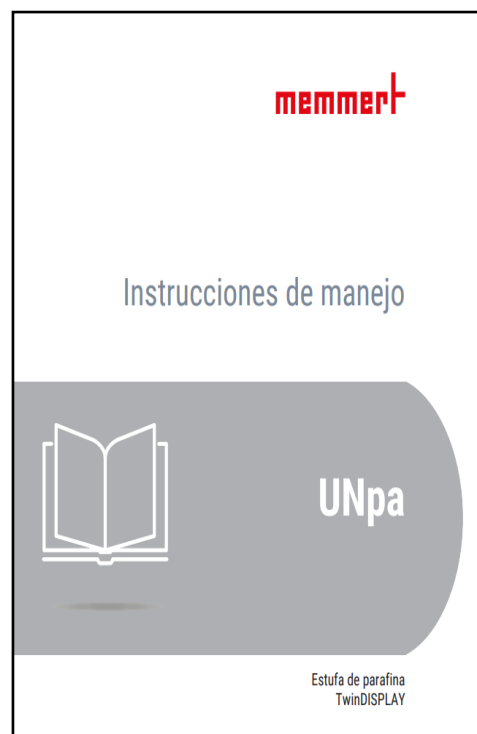 memmert
Instrucciones de manejo
UNpa
Estufa de parafina
TwinDISPLAY